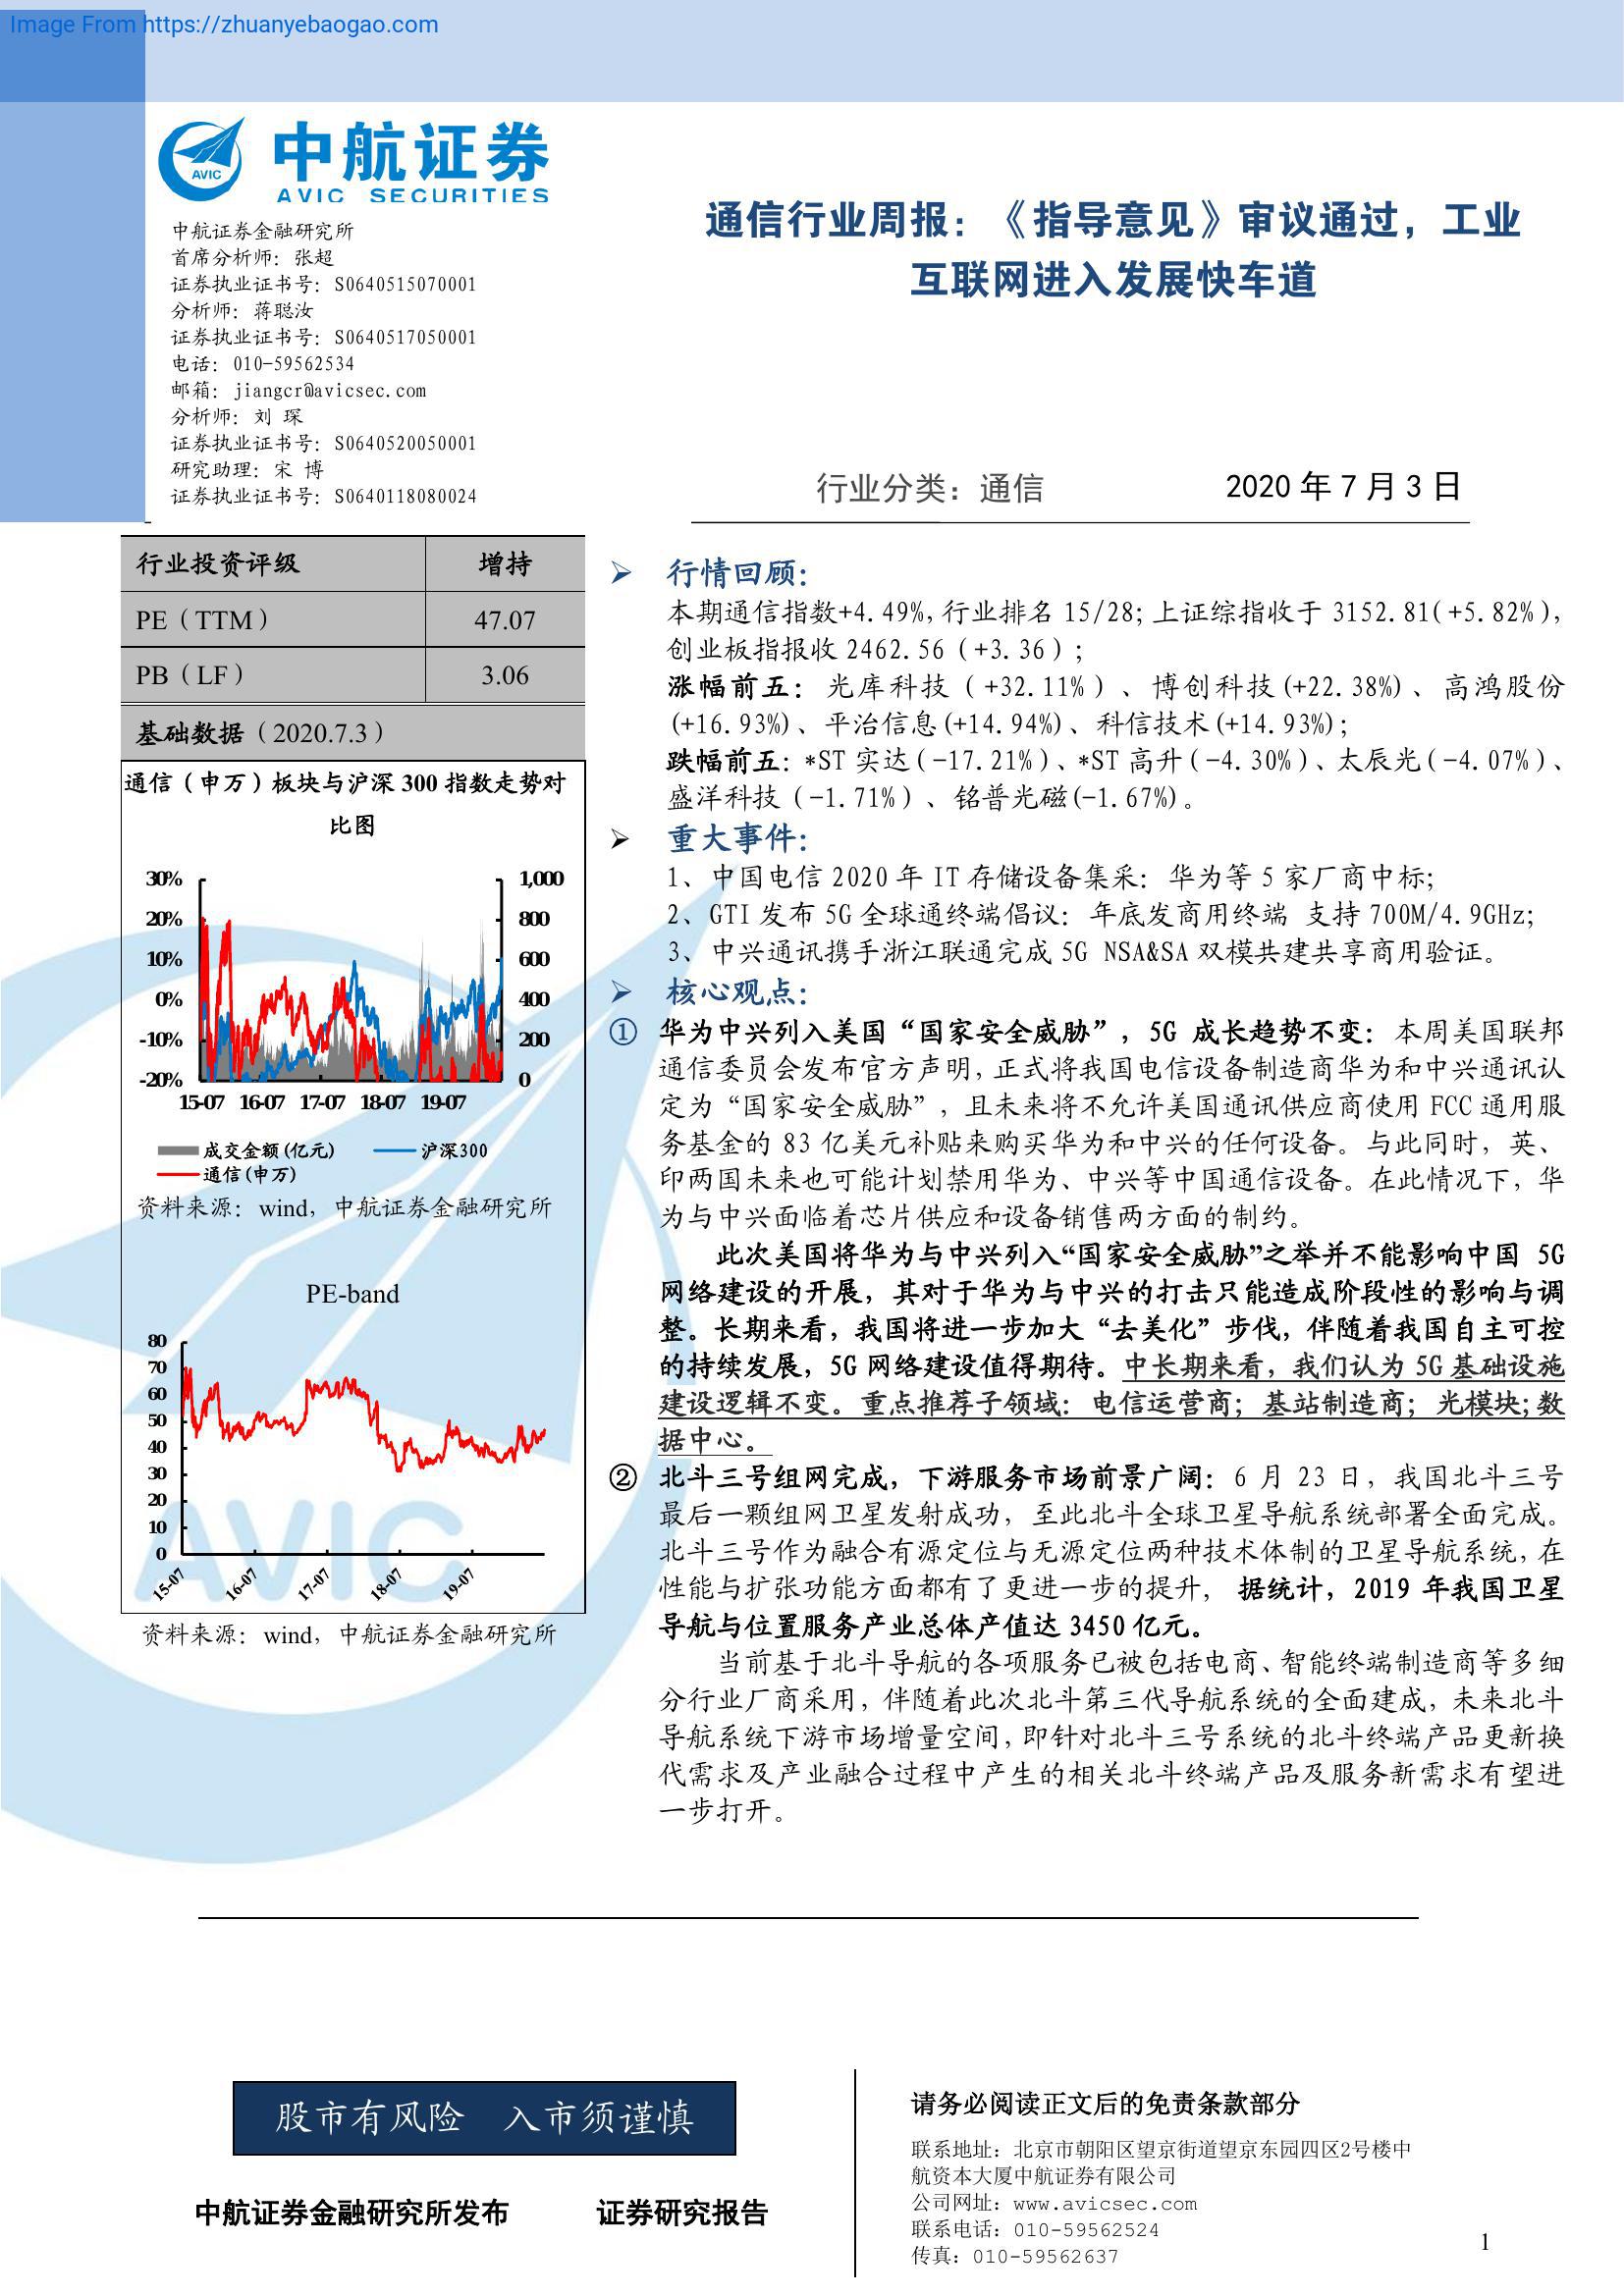 Image From https://zhuanyebaogao.com
AVIC
中航证券
AVIC SECURITIES
中航证券金融研究所
首席分析师：张超
证券执业证书号：S0640515070001
分析师：蒋聪汝
证券执业证书号：S0640517050001
电话：010-59562534
邮箱：jiangcr@avicsec.com
分析师：刘 琛
证券执业证书号：S0640520050001
研究助理：宋 博
证券执业证书号：S0640118080024
通信行业周报：《指导意见》审议通过，工业
互联网进入发展快车道
行业分类：通信 2020 年 7 月 3 日
行业投资评级 增持
PE（TTM） 47.07
PB（LF） 3.06
基础数据（2020.7.3）
通信（申万）板块与沪深 300 指数走势对
比图
30% 1,000
20% 800
10% 600
0% 400
-10% 200
-20% 0
15-07 16-07 17-07 18-07 19-07
成交金额(亿元) 沪深300
通信(申万)
资料来源：wind，中航证券金融研究所
PE-band
80
70
60
50
40
30
20
10
0
15-07 16-07 17-07 18-07 19-07
AVIC
资料来源：wind，中航证券金融研究所
➢ 行情回顾：
本期通信指数+4.49%,行业排名 15/28;上证综指收于 3152.81(+5.82%),
创业板指报收 2462.56（+3.36）;
涨幅前五：光库科技（+32.11%）、博创科技(+22.38%)、高鸿股份
(+16.93%)、平治信息(+14.94%)、科信技术(+14.93%);
跌幅前五：*ST 实达(-17.21%)、*ST 高升(-4.30%)、太辰光(-4.07%)、
盛洋科技（-1.71%）、铭普光磁(-1.67%)。
➢ 重大事件：
1、中国电信 2020 年 IT 存储设备集采：华为等 5 家厂商中标;
2、GTI 发布 5G 全球通终端倡议：年底发商用终端 支持 700M/4.9GHz;
3、中兴通讯携手浙江联通完成 5G NSA&SA 双模共建共享商用验证。
➢ 核心观点：
① 华为中兴列入美国“国家安全威胁”，5G 成长趋势不变：本周美国联邦
通信委员会发布官方声明,正式将我国电信设备制造商华为和中兴通讯认
定为“国家安全威胁”，且未来将不允许美国通讯供应商使用 FCC 通用服
务基金的 83 亿美元补贴来购买华为和中兴的任何设备。与此同时，英、
印两国未来也可能计划禁用华为、中兴等中国通信设备。在此情况下，华
为与中兴面临着芯片供应和设备销售两方面的制约。
此次美国将华为与中兴列入“国家安全威胁”之举并不能影响中国 5G
网络建设的开展，其对于华为与中兴的打击只能造成阶段性的影响与调
整。长期来看，我国将进一步加大“去美化”步伐，伴随着我国自主可控
的持续发展，5G 网络建设值得期待。中长期来看，我们认为 5G 基础设施
建设逻辑不变。重点推荐子领域：电信运营商；基站制造商；光模块;数
据中心。
② 北斗三号组网完成，下游服务市场前景广阔：6 月 23 日，我国北斗三号
最后一颗组网卫星发射成功，至此北斗全球卫星导航系统部署全面完成。
北斗三号作为融合有源定位与无源定位两种技术体制的卫星导航系统,在
性能与扩张功能方面都有了更进一步的提升，据统计，2019 年我国卫星
导航与位置服务产业总体产值达 3450 亿元。
当前基于北斗导航的各项服务已被包括电商、智能终端制造商等多细
分行业厂商采用，伴随着此次北斗第三代导航系统的全面建成，未来北斗
导航系统下游市场增量空间,即针对北斗三号系统的北斗终端产品更新换
代需求及产业融合过程中产生的相关北斗终端产品及服务新需求有望进
一步打开。
股市有风险 入市须谨慎
中航证券金融研究所发布 证券研究报告
请务必阅读正文后的免责条款部分
联系地址：北京市朝阳区望京街道望京东园四区2号楼中
航资本大厦中航证券有限公司
公司网址：www.avicsec.com
联系电话：010-59562524
传真：010-59562637
1